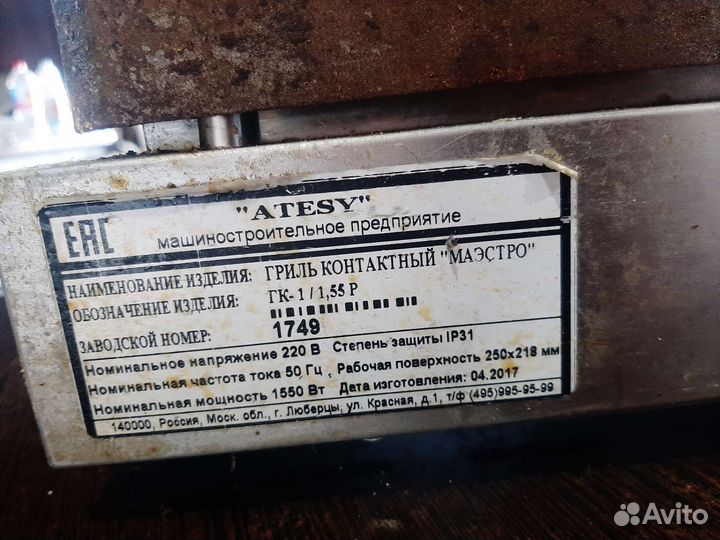 EAC
"ATESY"
машиностроительное предприятие
НАИМЕНОВАНИЕ ИЗДЕЛИЯ: ГРИЛЬ КОНТАКТНЫЙ "МАЭСТРО"
ОБОЗНАЧЕНИЕ ИЗДЕЛИЯ: ГК- 1 / 1,55 Р
ЗАВОДСКОЙ НОМЕР: 1749
Номинальное напряжение 220 В Степень защиты IP31
Номинальная частота тока 50 Гц , Рабочая поверхность 250x218 мм
Номинальная мощность 1550 Вт Дата изготовления: 04.2017
140000, Россия, Моск. обл., г. Люберцы, ул. Красная, д.1, т/ф (495)995-95-99
Avito